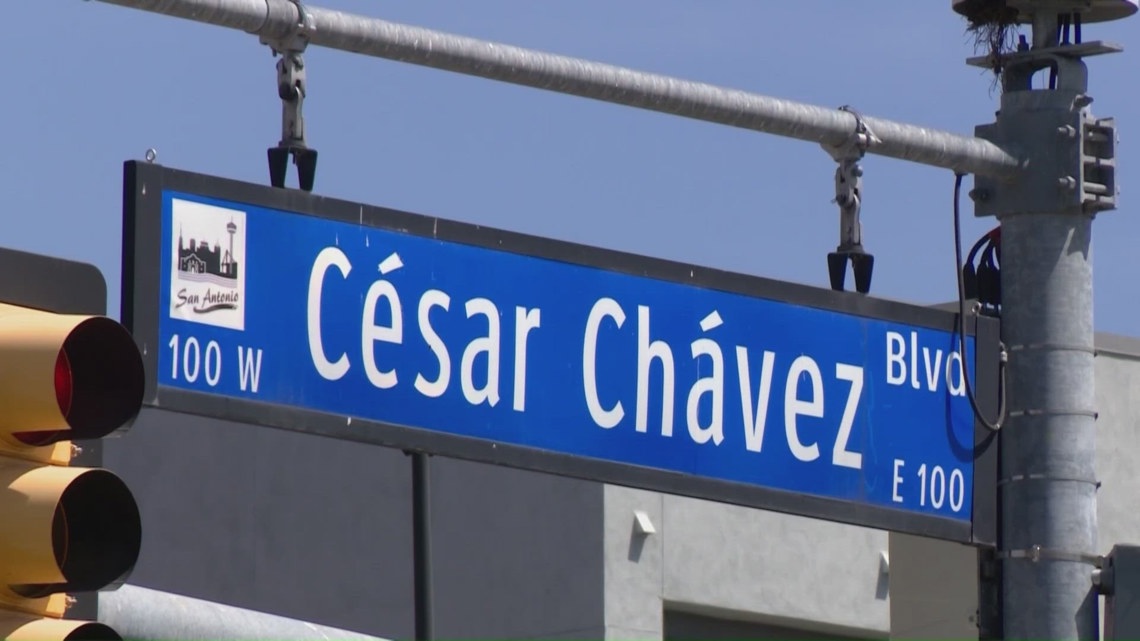 San Antonio
100 W
César Chávez
Blvd
E 100